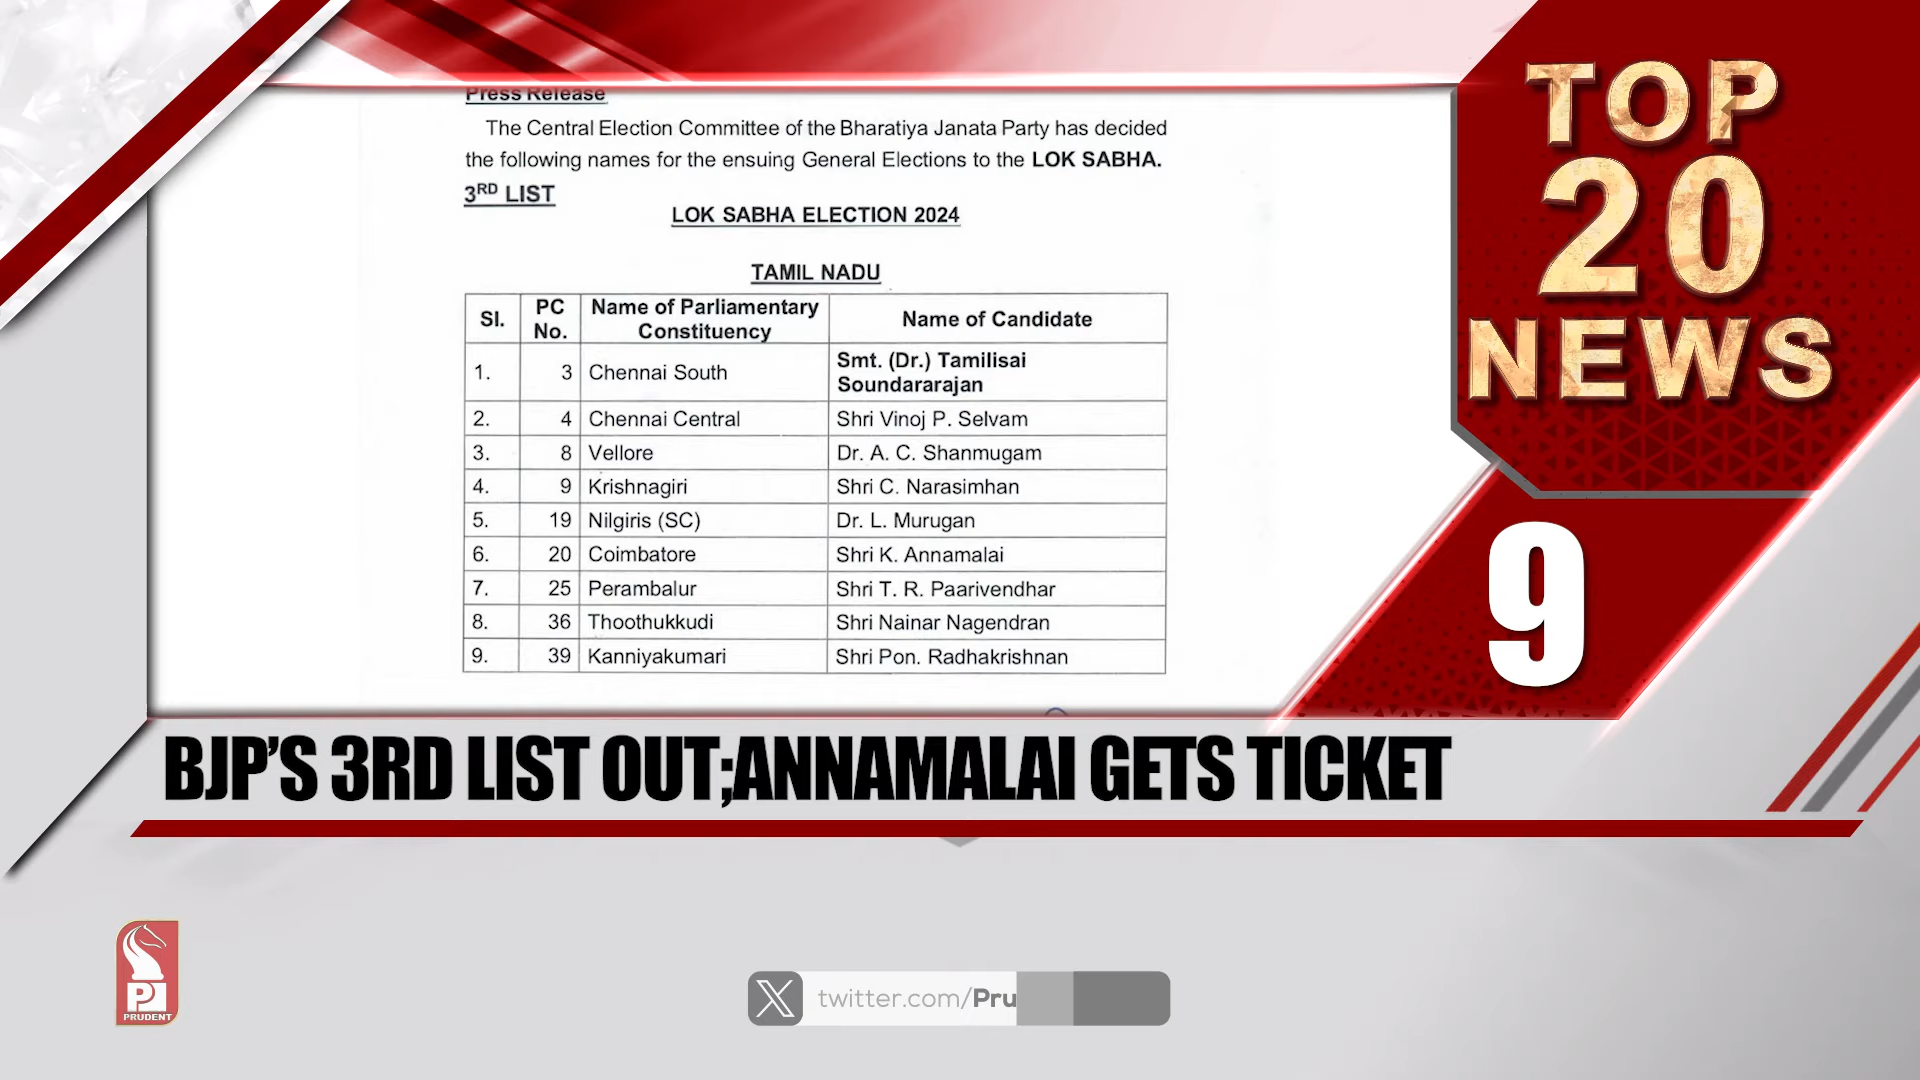 Press Release
The Central Election Committee of the Bharatiya Janata Party has decided
the following names for the ensuing General Elections to the LOK SABHA.
3RD LIST
LOK SABHA ELECTION 2024
TAMIL NADU
Sl. PC No. Name of Parliamentary Constituency Name of Candidate
1. 3 Chennai South Smt. (Dr.) Tamilisai Soundararajan
2. 4 Chennai Central Shri Vinoj P. Selvam
3. 8 Vellore Dr. A. C. Shanmugam
4. 9 Krishnagiri Shri C. Narasimhan
5. 19 Nilgiris (SC) Dr. L. Murugan
6. 20 Coimbatore Shri K. Annamalai
7. 25 Perambalur Shri T. R. Paarivendhar
8. 36 Thoothukkudi Shri Nainar Nagendran
9. 39 Kanniyakumari Shri Pon. Radhakrishnan
TOP
20
NEWS
9
BJP'S 3RD LIST OUT;ANNAMALAI GETS TICKET
P
PRUDENT
X twitter.com/Pru